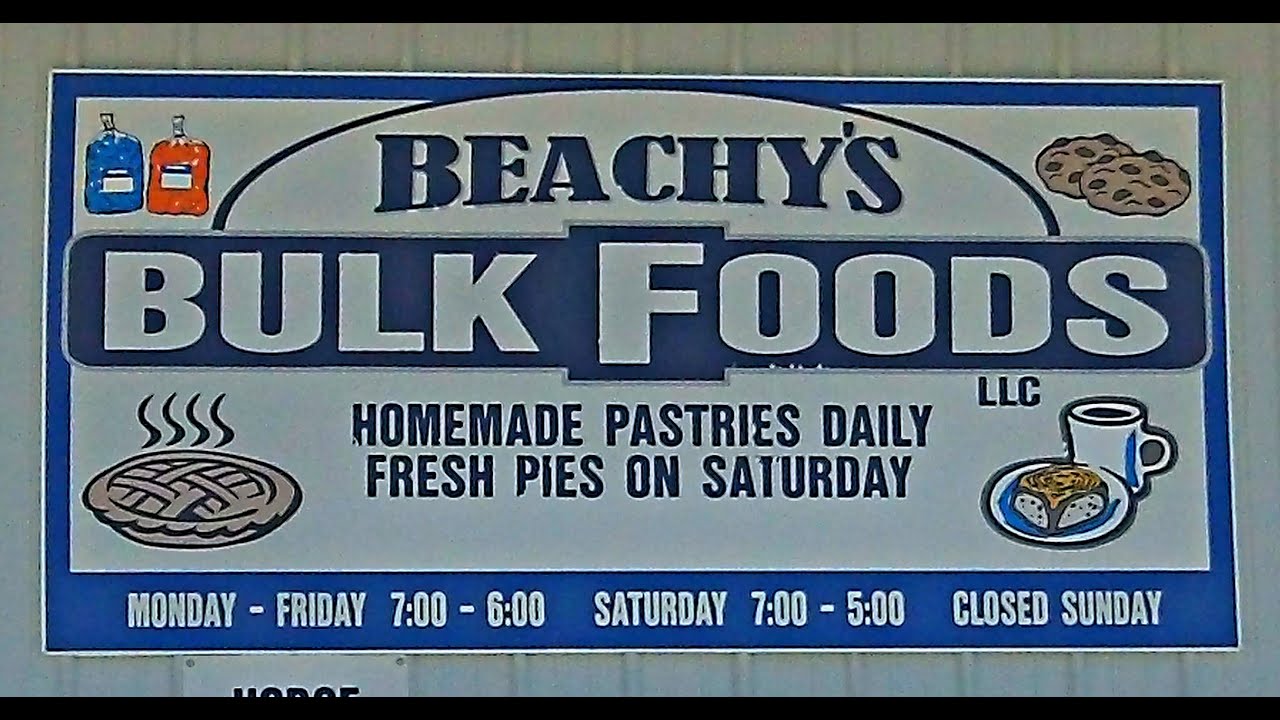 BEACHY'S
BULK FOODS
LLC
HOMEMADE PASTRIES DAILY
FRESH PIES ON SATURDAY
MONDAY - FRIDAY 7:00 - 6:00 SATURDAY 7:00 - 5:00 CLOSED SUNDAY